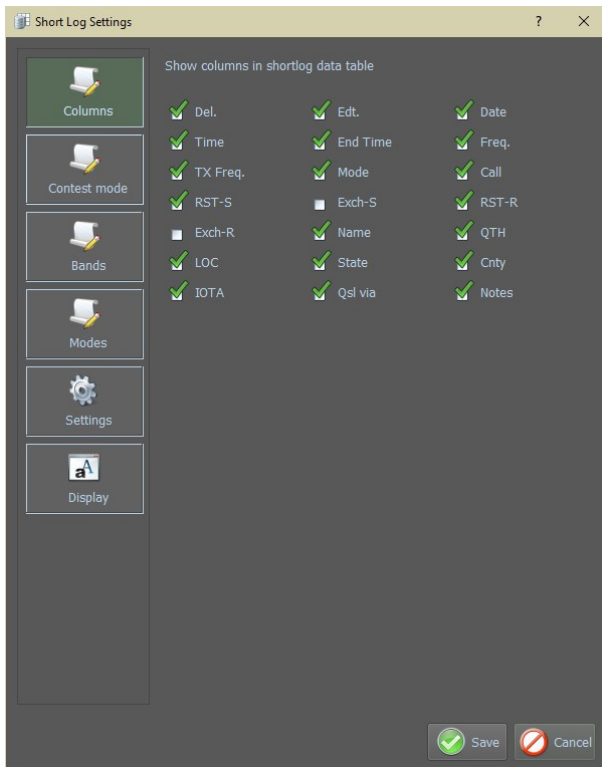 Short Log Settings ?
Columns
Contest mode
Bands
Modes
Settings
aA
Display
Show columns in shortlog data table
Del. Edt. Date
Time End Time Freq.
TX Freq. Mode Call
RST-S Exch-S RST-R
Exch-R Name QTH
LOC State Cnty
IOTA Qsl via Notes
Save Cancel